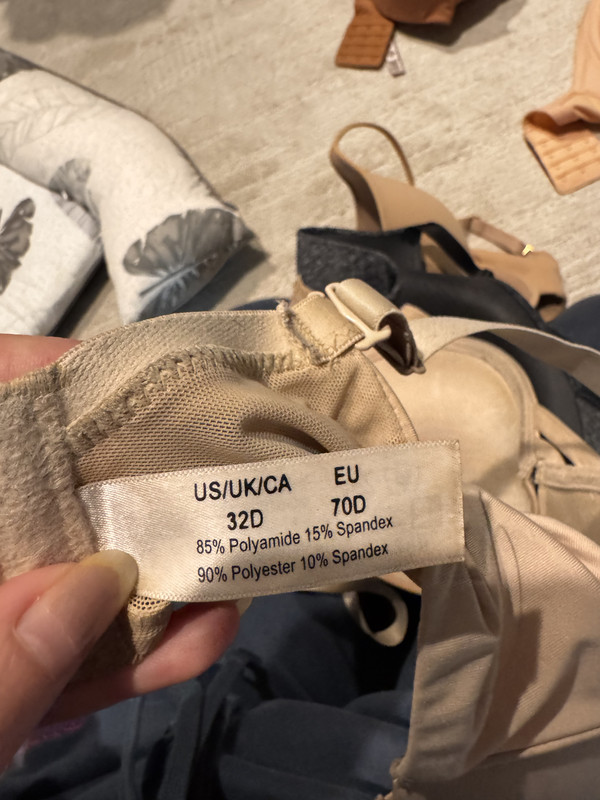 US/UK/CA EU
32D 70D
85% Polyamide 15% Spandex
90% Polyester 10% Spandex